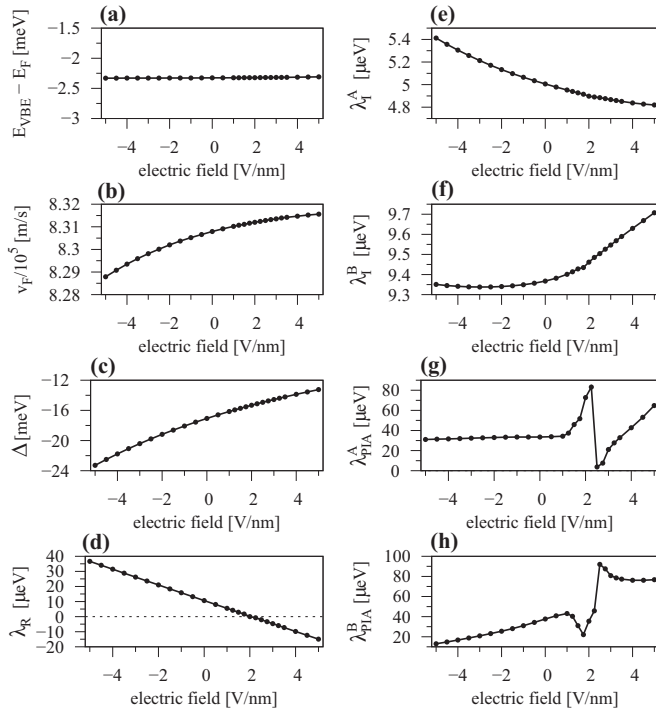 (a)
E_VBE − E_F [meV]
−1.5
−2
−2.5
−3
−4 −2 0 2 4
electric field [V/nm]
(b)
v_F/10^5 [m/s]
8.32
8.31
8.3
8.29
8.28
−4 −2 0 2 4
electric field [V/nm]
(c)
Δ [meV]
−12
−16
−20
−24
−4 −2 0 2 4
electric field [V/nm]
(d)
λ_R [μeV]
40
30
20
10
0
−10
−20
−4 −2 0 2 4
electric field [V/nm]
(e)
λ_I^A [μeV]
5.4
5.2
5
4.8
−4 −2 0 2 4
electric field [V/nm]
(f)
λ_I^B [μeV]
9.7
9.6
9.5
9.4
9.3
−4 −2 0 2 4
electric field [V/nm]
(g)
λ_PIA^A [μeV]
80
60
40
20
0
−4 −2 0 2 4
electric field [V/nm]
(h)
λ_PIA^B [μeV]
100
80
60
40
20
−4 −2 0 2 4
electric field [V/nm]